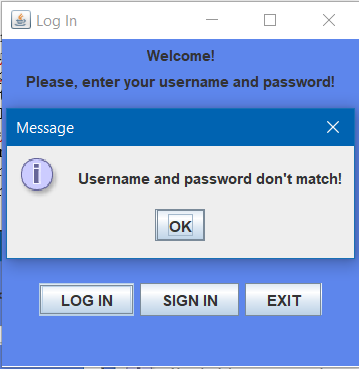 Log In
Welcome!
Please, enter your username and password!
Message
Username and password don't match!
OK
LOG IN
SIGN IN
EXIT